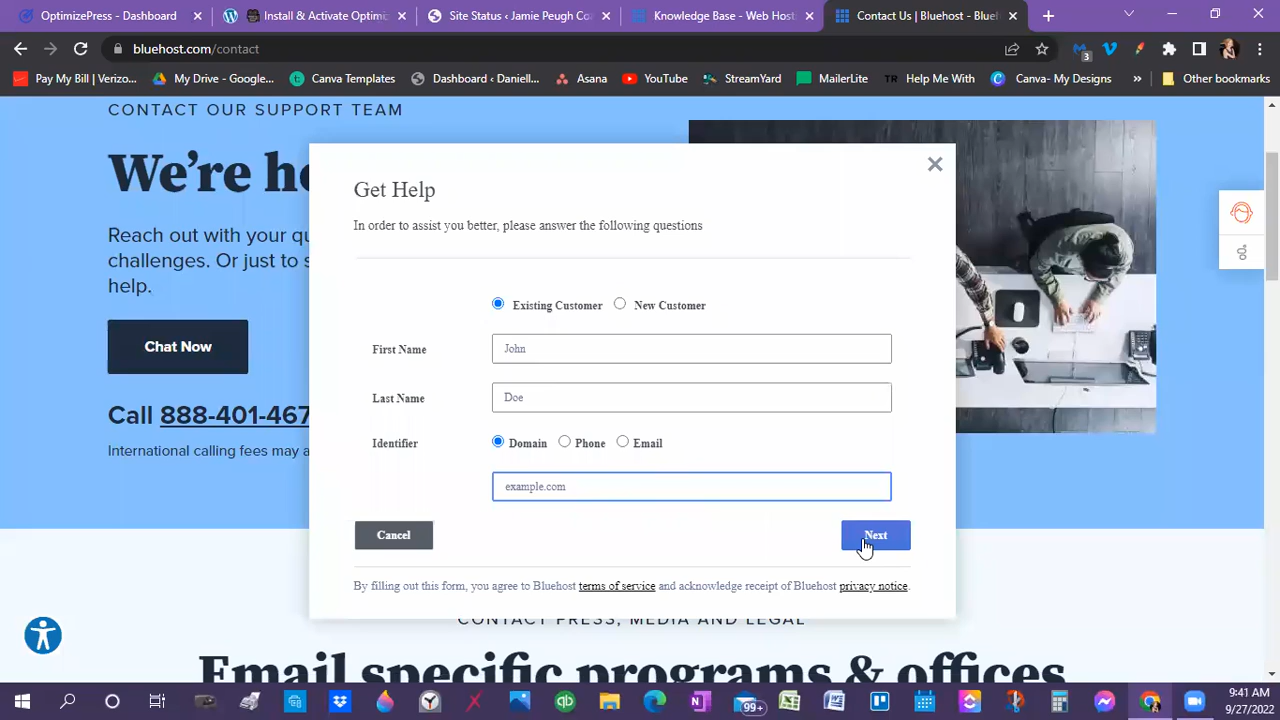 OptimizePress - Dashboard
Install & Activate Optimi
Site Status ‹ Jamie Peugh Co
Knowledge Base - Web Host
Contact Us | Bluehost - Blue
bluehost.com/contact
3
Pay My Bill | Verizo...
My Drive - Google...
Canva Templates
Dashboard ‹ Daniell...
Asana
YouTube
StreamYard
MailerLite
TR
Help Me With
Canva- My Designs
»
Other bookmarks
CONTACT OUR SUPPORT TEAM
We're he
Reach out with your qu
challenges. Or just to s
help.
Chat Now
Call 888-401-467
International calling fees may a
Get Help
In order to assist you better, please answer the following questions
Existing Customer
New Customer
First Name
John
Last Name
Doe
Identifier
Domain
Phone
Email
example.com
Cancel
Next
By filling out this form, you agree to Bluehost terms of service and acknowledge receipt of Bluehost privacy notice.
CONTACT PRESS, MEDIA AND LEGAL
Email specific programs & offices
99+
9:41 AM
9/27/2022